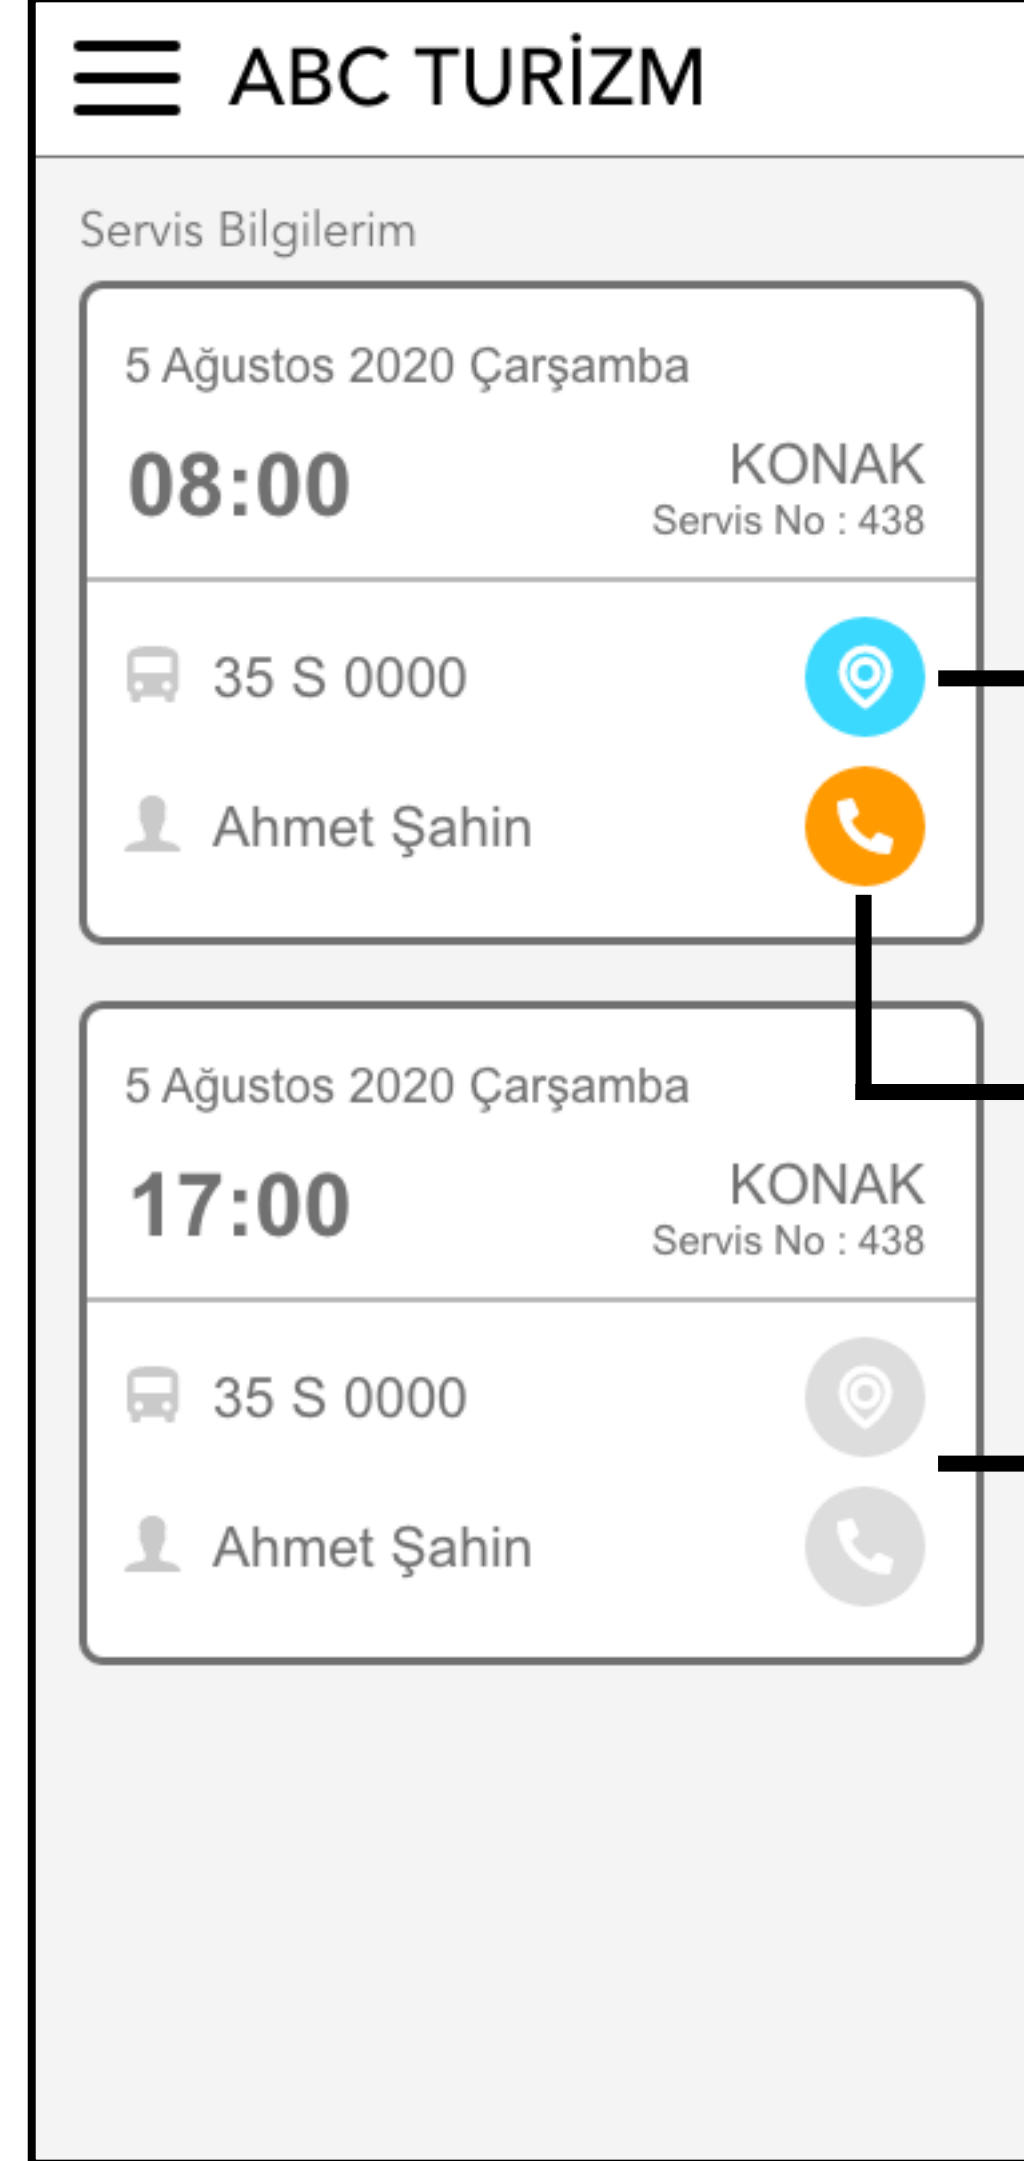 ABC TURİZM
Servis Bilgilerim
5 Ağustos 2020 Çarşamba
08:00
KONAK
Servis No : 438
35 S 0000
Ahmet Şahin
5 Ağustos 2020 Çarşamba
17:00
KONAK
Servis No : 438
35 S 0000
Ahmet Şahin